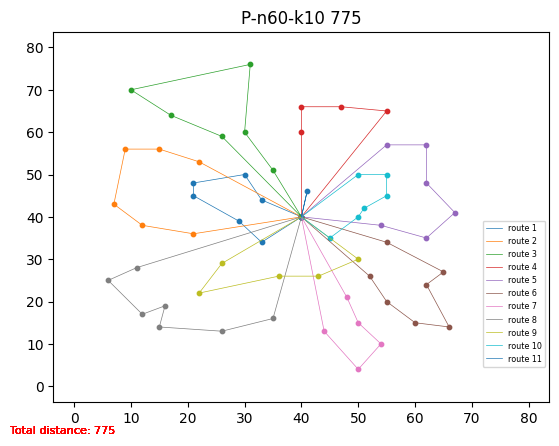 P-n60-k10 775
80
70
60
50
40
30
20
10
0
route 1
route 2
route 3
route 4
route 5
route 6
route 7
route 8
route 9
route 10
route 11
0 10 20 30 40 50 60 70 80
Total distance: 775